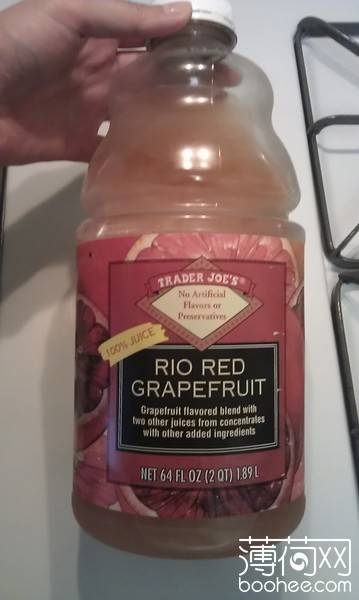 TRADER JOE'S®
No Artificial
Flavors or
Preservatives
100% JUICE
RIO RED
GRAPEFRUIT
Grapefruit flavored blend with
two other juices from concentrates
with other added ingredients
NET 64 FL OZ (2 QT) 1.89 L
薄荷网
boohee.com